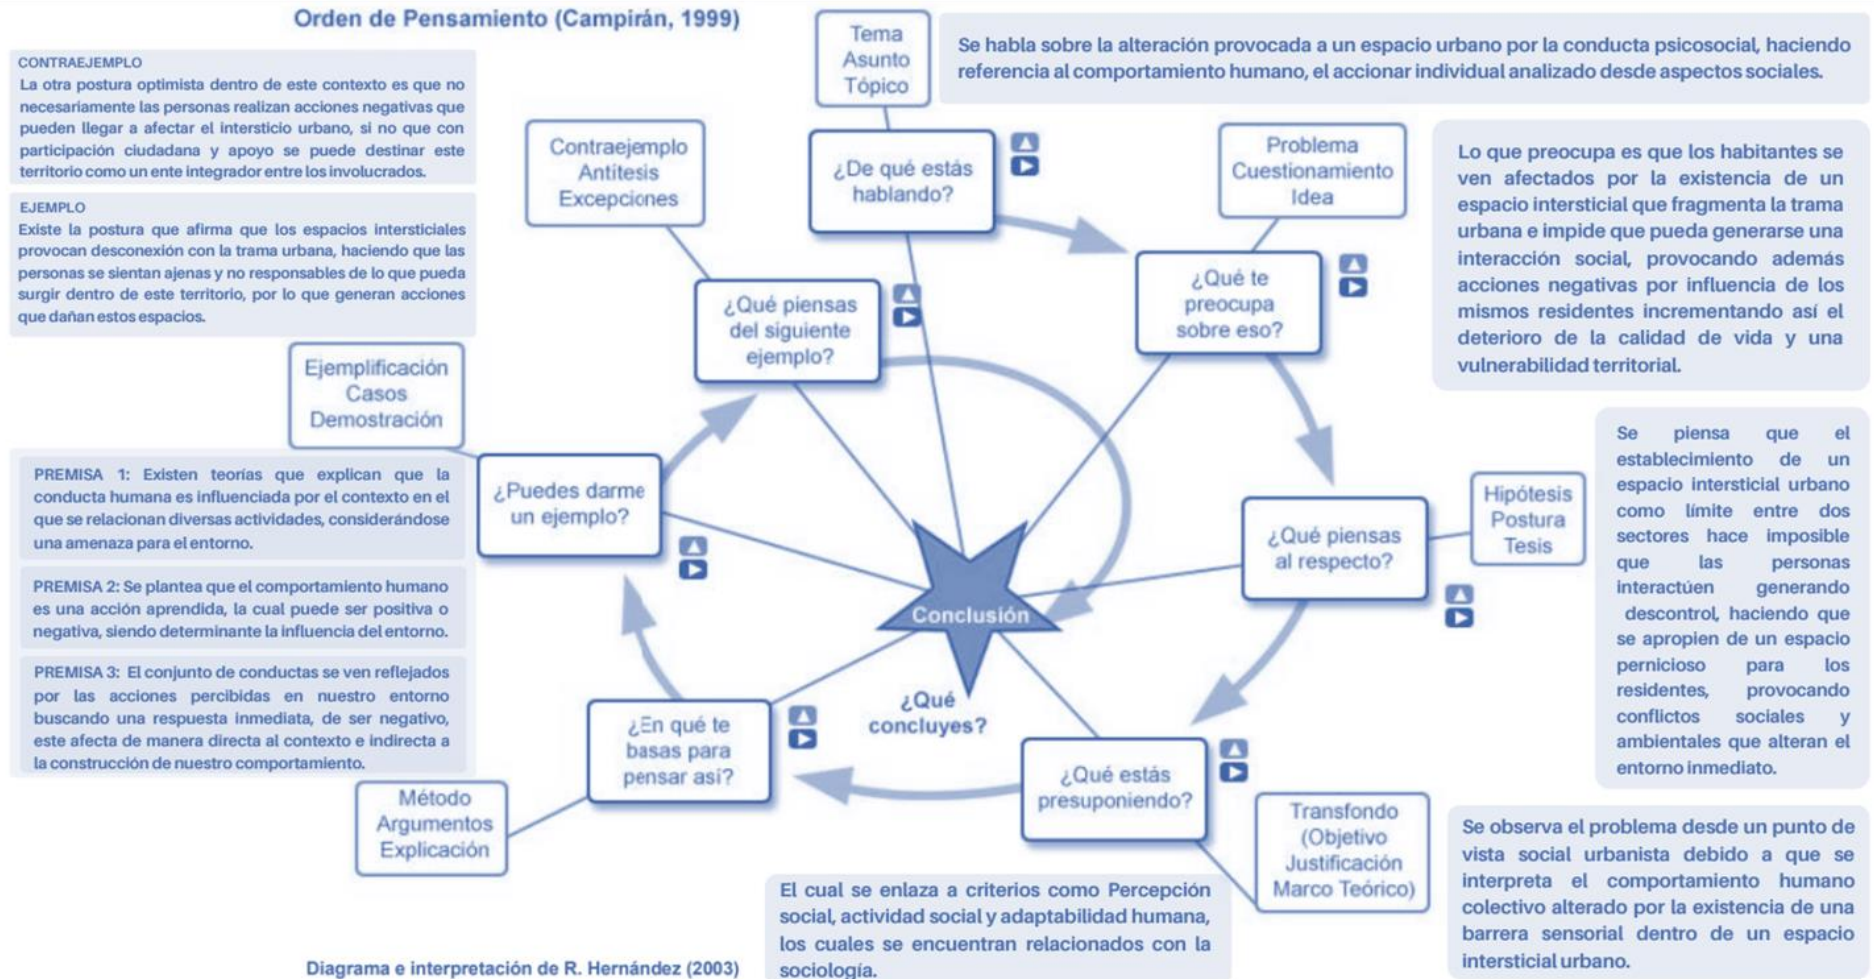 Orden de Pensamiento (Campirán, 1999)
Tema
Asunto
Tópico
Se habla sobre la alteración provocada a un espacio urbano por la conducta psicosocial, haciendo
referencia al comportamiento humano, el accionar individual analizado desde aspectos sociales.
¿De qué estás
hablando?
Problema
Cuestionamiento
Idea
Lo que preocupa es que los habitantes se
ven afectados por la existencia de un
espacio intersticial que fragmenta la trama
urbana e impide que pueda generarse una
interacción social, provocando además
acciones negativas por influencia de los
mismos residentes incrementando así el
deterioro de la calidad de vida y una
vulnerabilidad territorial.
¿Qué te
preocupa
sobre eso?
¿Qué piensas
al respecto?
Hipótesis
Postura
Tesis
Se piensa que el
establecimiento de un
espacio intersticial urbano
como límite entre dos
sectores hace imposible
que las personas
interactúen generando
descontrol, haciendo que
se apropien de un espacio
pernicioso para los
residentes, provocando
conflictos sociales y
ambientales que alteran el
entorno inmediato.
¿Qué estás
presuponiendo?
Transfondo
(Objetivo
Justificación
Marco Teórico)
Se observa el problema desde un punto de
vista social urbanista debido a que se
interpreta el comportamiento humano
colectivo alterado por la existencia de una
barrera sensorial dentro de un espacio
intersticial urbano.
El cual se enlaza a criterios como Percepción
social, actividad social y adaptabilidad humana,
los cuales se encuentran relacionados con la
sociología.
¿En qué te
basas para
pensar así?
Método
Argumentos
Explicación
PREMISA 1: Existen teorías que explican que la
conducta humana es influenciada por el contexto en el
que se relacionan diversas actividades, considerándose
una amenaza para el entorno.
PREMISA 2: Se plantea que el comportamiento humano
es una acción aprendida, la cual puede ser positiva o
negativa, siendo determinante la influencia del entorno.
PREMISA 3: El conjunto de conductas se ven reflejados
por las acciones percibidas en nuestro entorno
buscando una respuesta inmediata, de ser negativo,
este afecta de manera directa al contexto e indirecta a
la construcción de nuestro comportamiento.
¿Puedes darme
un ejemplo?
Ejemplificación
Casos
Demostración
EJEMPLO
Existe la postura que afirma que los espacios intersticiales
provocan desconexión con la trama urbana, haciendo que las
personas se sientan ajenas y no responsables de lo que pueda
surgir dentro de este territorio, por lo que generan acciones
que dañan estos espacios.
¿Qué piensas
del siguiente
ejemplo?
Contraejemplo
Antítesis
Excepciones
CONTRAEJEMPLO
La otra postura optimista dentro de este contexto es que no
necesariamente las personas realizan acciones negativas que
pueden llegar a afectar el intersticio urbano, si no que con
participación ciudadana y apoyo se puede destinar este
territorio como un ente integrador entre los involucrados.
Conclusión
¿Qué
concluyes?
Diagrama e interpretación de R. Hernández (2003)